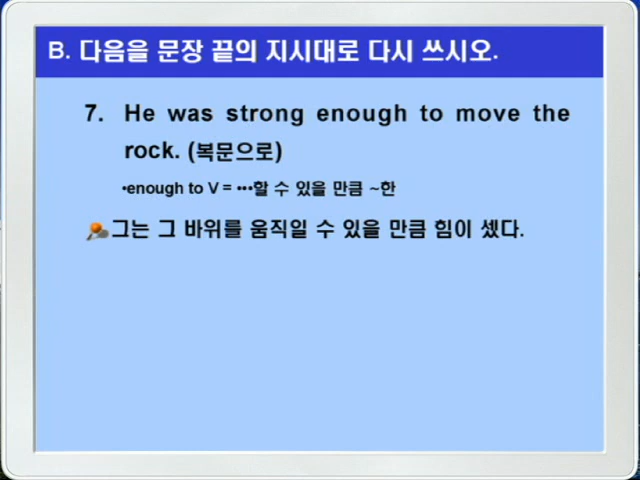 B. 다음을 문장 끝의 지시대로 다시 쓰시오.
7. He was strong enough to move the
rock. (복문으로)
•enough to V = •••할 수 있을 만큼 ~한
그는 그 바위를 움직일 수 있을 만큼 힘이 셌다.